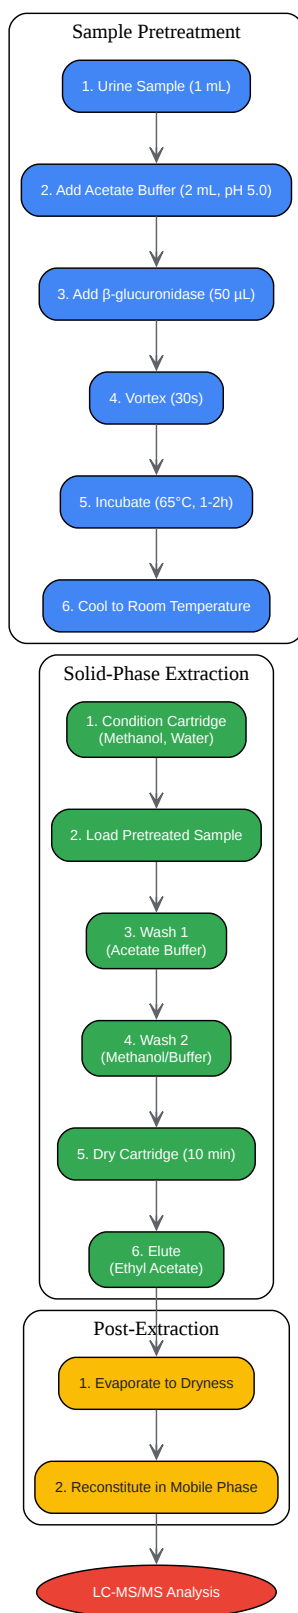 Sample Pretreatment
1. Urine Sample (1 mL)
2. Add Acetate Buffer (2 mL, pH 5.0)
3. Add β-glucuronidase (50 µL)
4. Vortex (30s)
5. Incubate (65°C, 1-2h)
6. Cool to Room Temperature
Solid-Phase Extraction
1. Condition Cartridge
(Methanol, Water)
2. Load Pretreated Sample
3. Wash 1
(Acetate Buffer)
4. Wash 2
(Methanol/Buffer)
5. Dry Cartridge (10 min)
6. Elute
(Ethyl Acetate)
Post-Extraction
1. Evaporate to Dryness
2. Reconstitute in Mobile Phase
LC-MS/MS Analysis